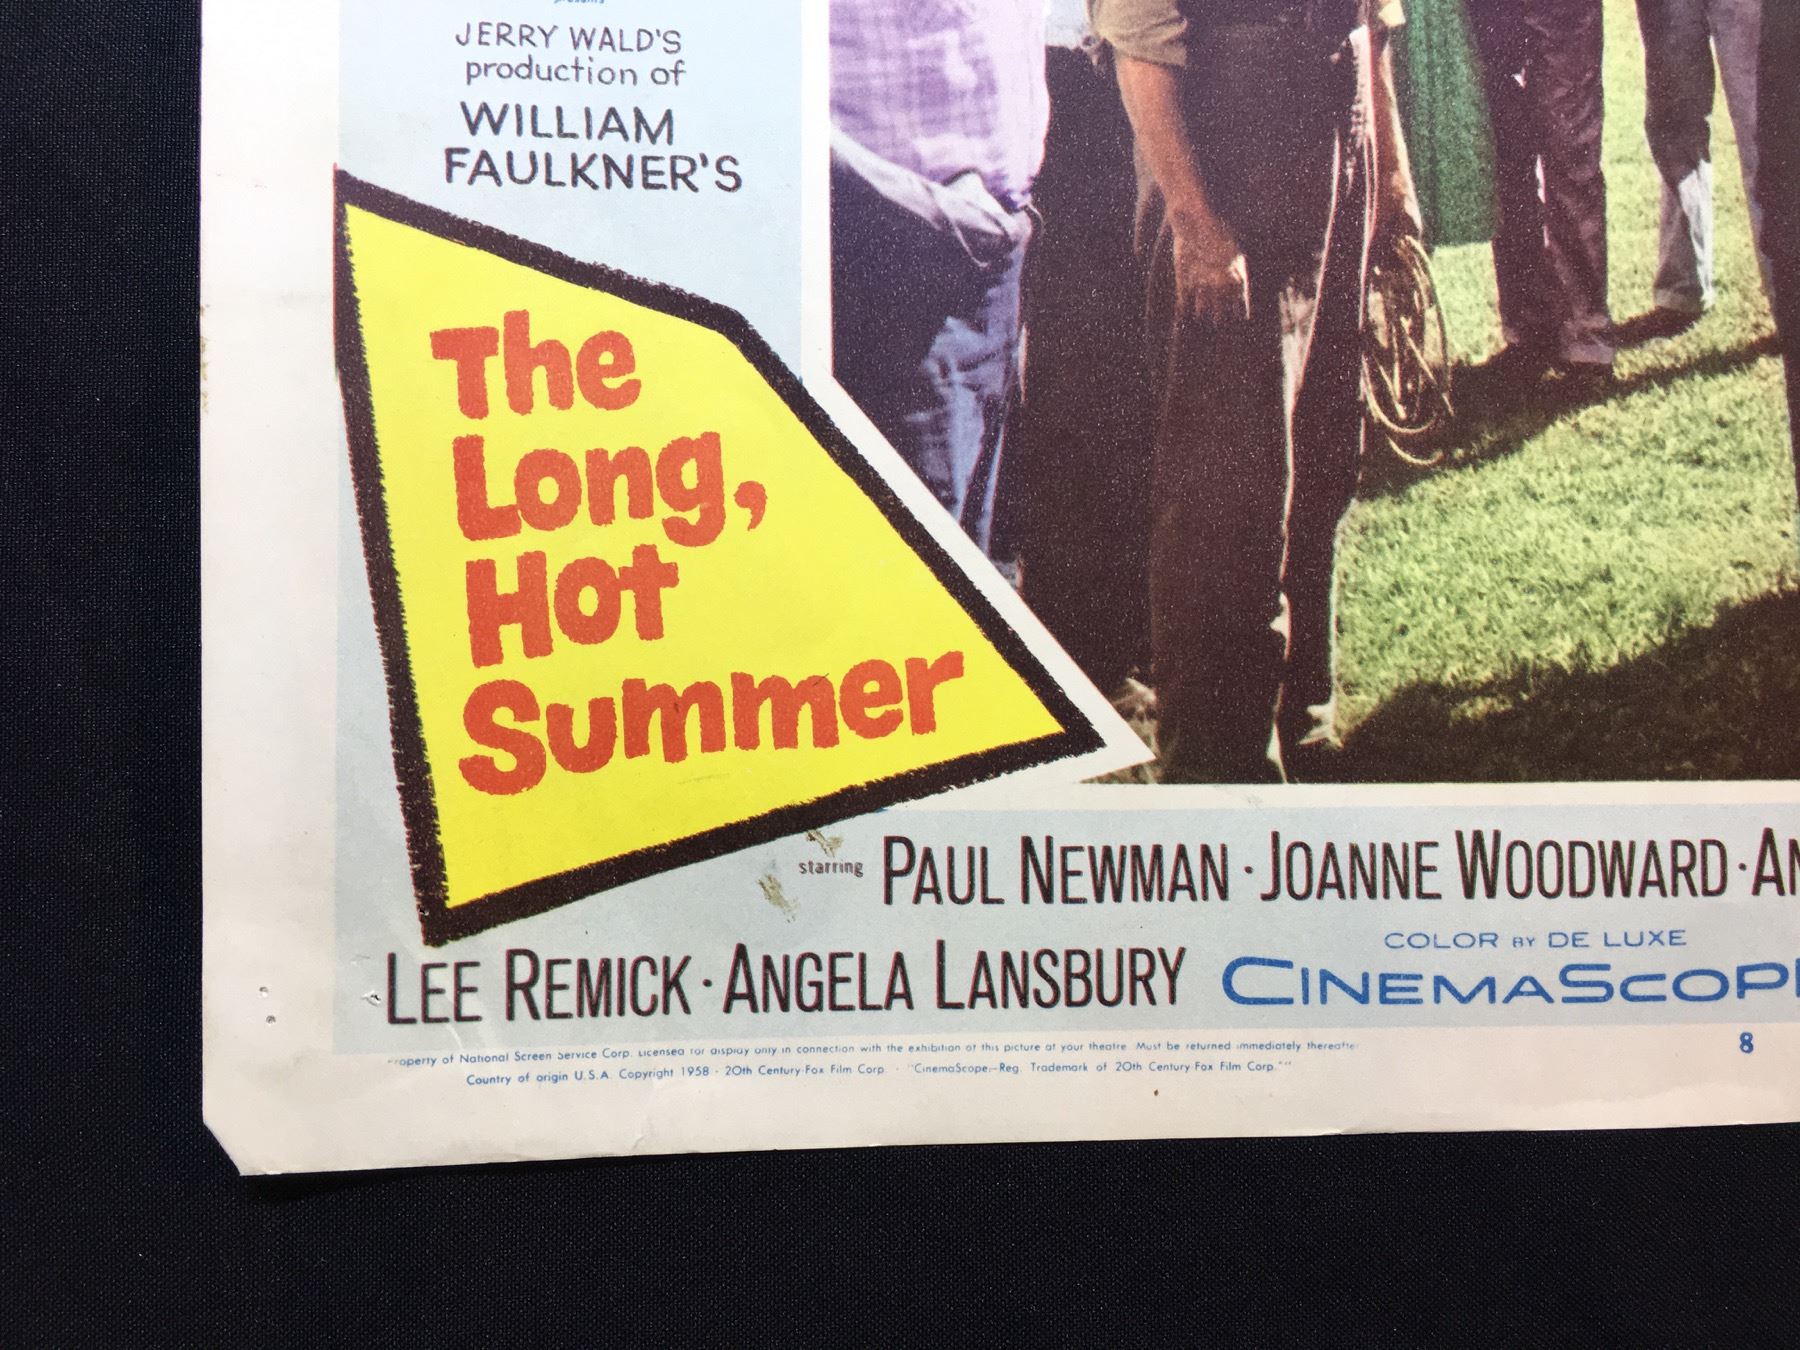 presents
JERRY WALD'S
production of
WILLIAM
FAULKNER'S
The
Long,
Hot
Summer
starring PAUL NEWMAN · JOANNE WOODWARD · AN
LEE REMICK · ANGELA LANSBURY
COLOR BY DE LUXE
CINEMASCOP
Property of National Screen Service Corp. Licensed for display only in connection with the exhibition of this picture at your theatre. Must be returned immediately thereafter
Country of origin U.S.A. Copyright 1958 - 20th Century-Fox Film Corp. - "CinemaScope—Reg. Trademark of 20th Century Fox Film Corp."
8